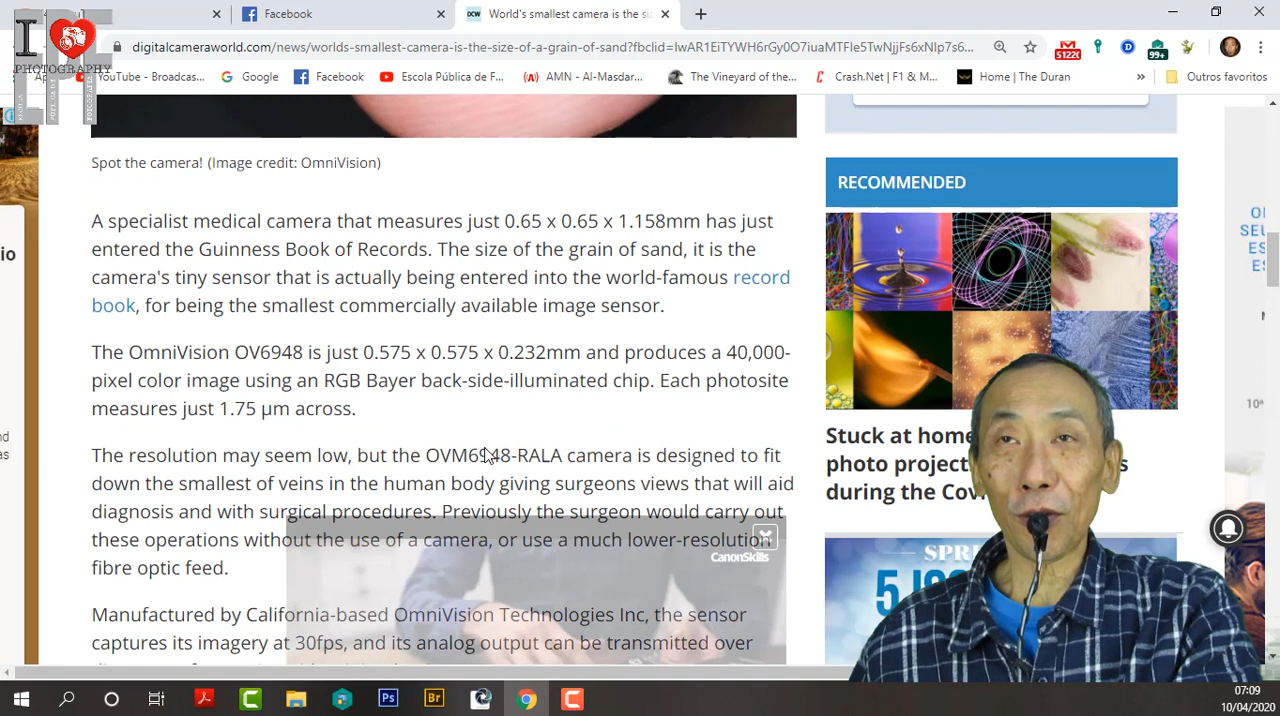 Facebook
World's smallest camera is the si
digitalcameraworld.com/news/worlds-smallest-camera-is-the-size-of-a-grain-of-sand?fbclid=IwAR1EiTYWH6rGy0O7iuaMTFIe5TwNjjFs6xNlp7s6...
I
PHOTOGRAPHY
YouTube - Broadcas...
Google
Facebook
Escola Pública de F...
AMN - Al-Masdar...
The Vineyard of the...
Crash.Net | F1 & M...
Home | The Duran
»
Outros favoritos
Spot the camera! (Image credit: OmniVision)
A specialist medical camera that measures just 0.65 x 0.65 x 1.158mm has just
entered the Guinness Book of Records. The size of the grain of sand, it is the
camera's tiny sensor that is actually being entered into the world-famous record
book, for being the smallest commercially available image sensor.
The OmniVision OV6948 is just 0.575 x 0.575 x 0.232mm and produces a 40,000-
pixel color image using an RGB Bayer back-side-illuminated chip. Each photosite
measures just 1.75 µm across.
The resolution may seem low, but the OVM6948-RALA camera is designed to fit
down the smallest of veins in the human body giving surgeons views that will aid
diagnosis and with surgical procedures. Previously the surgeon would carry out
these operations without the use of a camera, or use a much lower-resolution
fibre optic feed.
CanonSkills
Manufactured by California-based OmniVision Technologies Inc, the sensor
captures its imagery at 30fps, and its analog output can be transmitted over
RECOMMENDED
Stuck at home
photo project
during the Cov
SPR
5 JO
io
10ª
Ps
Br
07:09
10/04/2020